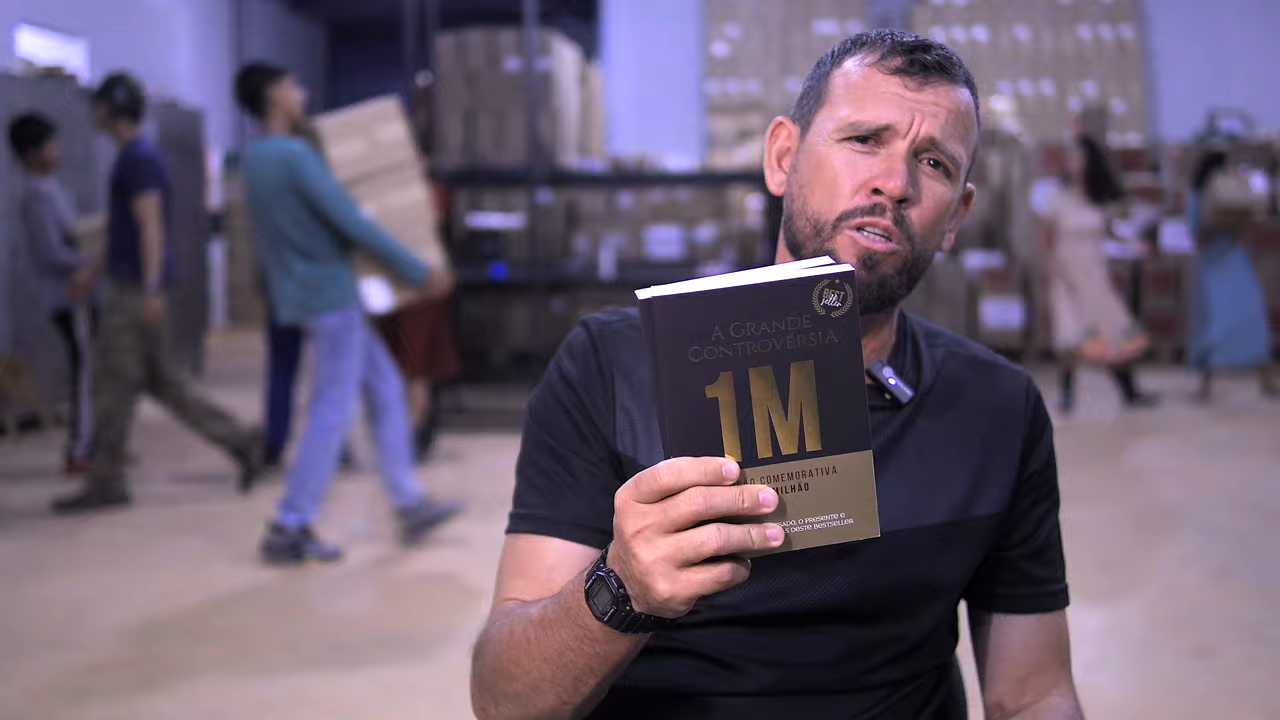 BEST
seller
A GRANDE
CONTROVÉRSIA
1M
COMEMORATIVA
MILHÃO
O PRESENTE E
DESTE BESTSELLER